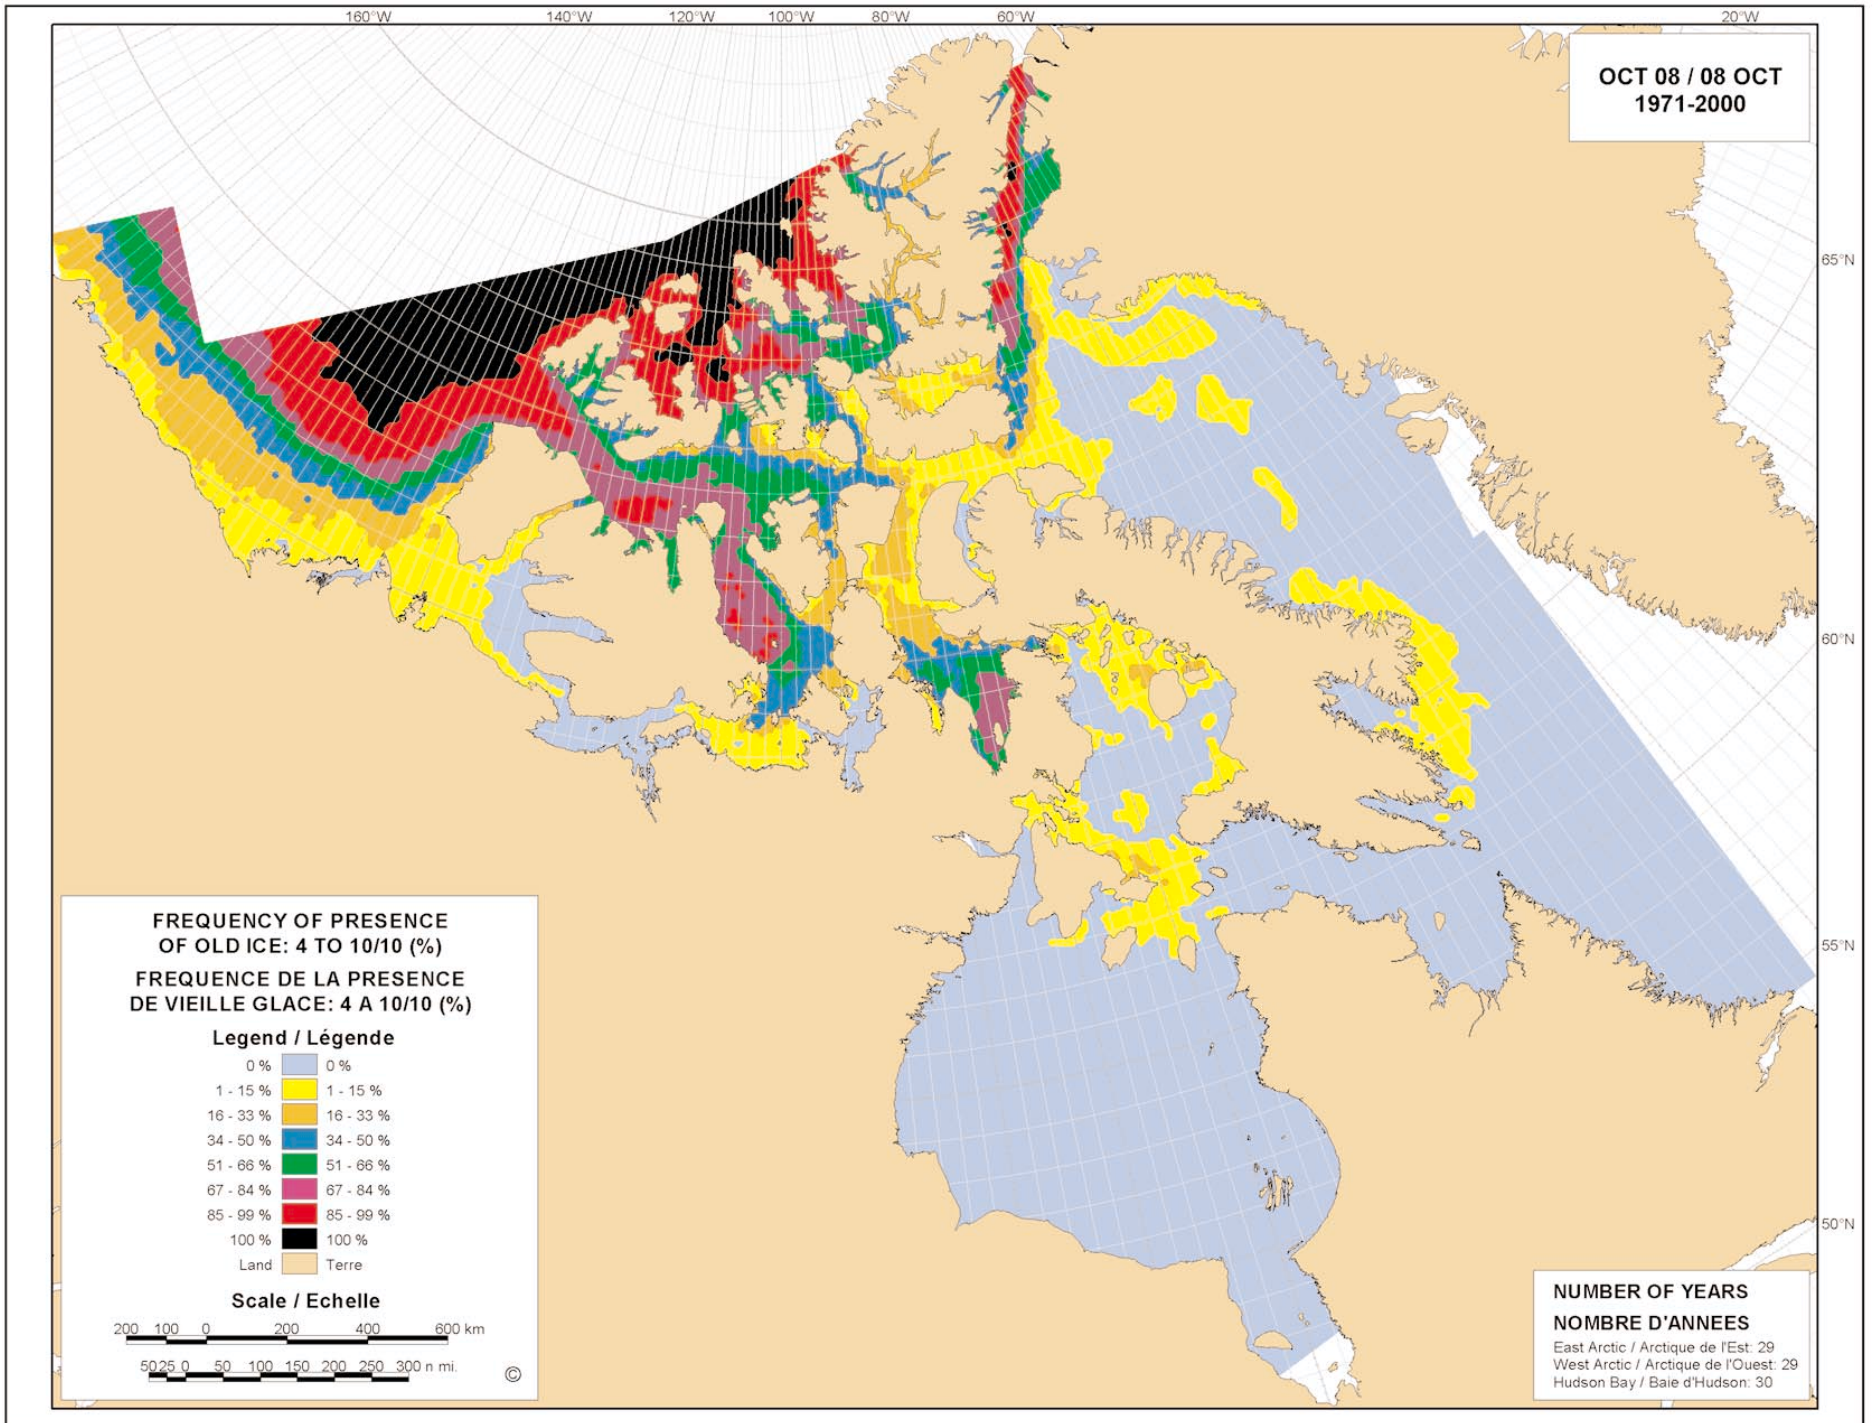 160°W 140°W 120°W 100°W 80°W 60°W 20°W
OCT 08 / 08 OCT
1971-2000
65°N
60°N
55°N
50°N
FREQUENCY OF PRESENCE
OF OLD ICE: 4 TO 10/10 (%)
FREQUENCE DE LA PRESENCE
DE VIEILLE GLACE: 4 A 10/10 (%)
Legend / Légende
0 % 0 %
1 - 15 % 1 - 15 %
16 - 33 % 16 - 33 %
34 - 50 % 34 - 50 %
51 - 66 % 51 - 66 %
67 - 84 % 67 - 84 %
85 - 99 % 85 - 99 %
100 % 100 %
Land Terre
Scale / Echelle
200 100 0 200 400 600 km
50 25 0 50 100 150 200 250 300 n mi.
©
NUMBER OF YEARS
NOMBRE D'ANNEES
East Arctic / Arctique de l'Est: 29
West Arctic / Arctique de l'Ouest: 29
Hudson Bay / Baie d'Hudson: 30